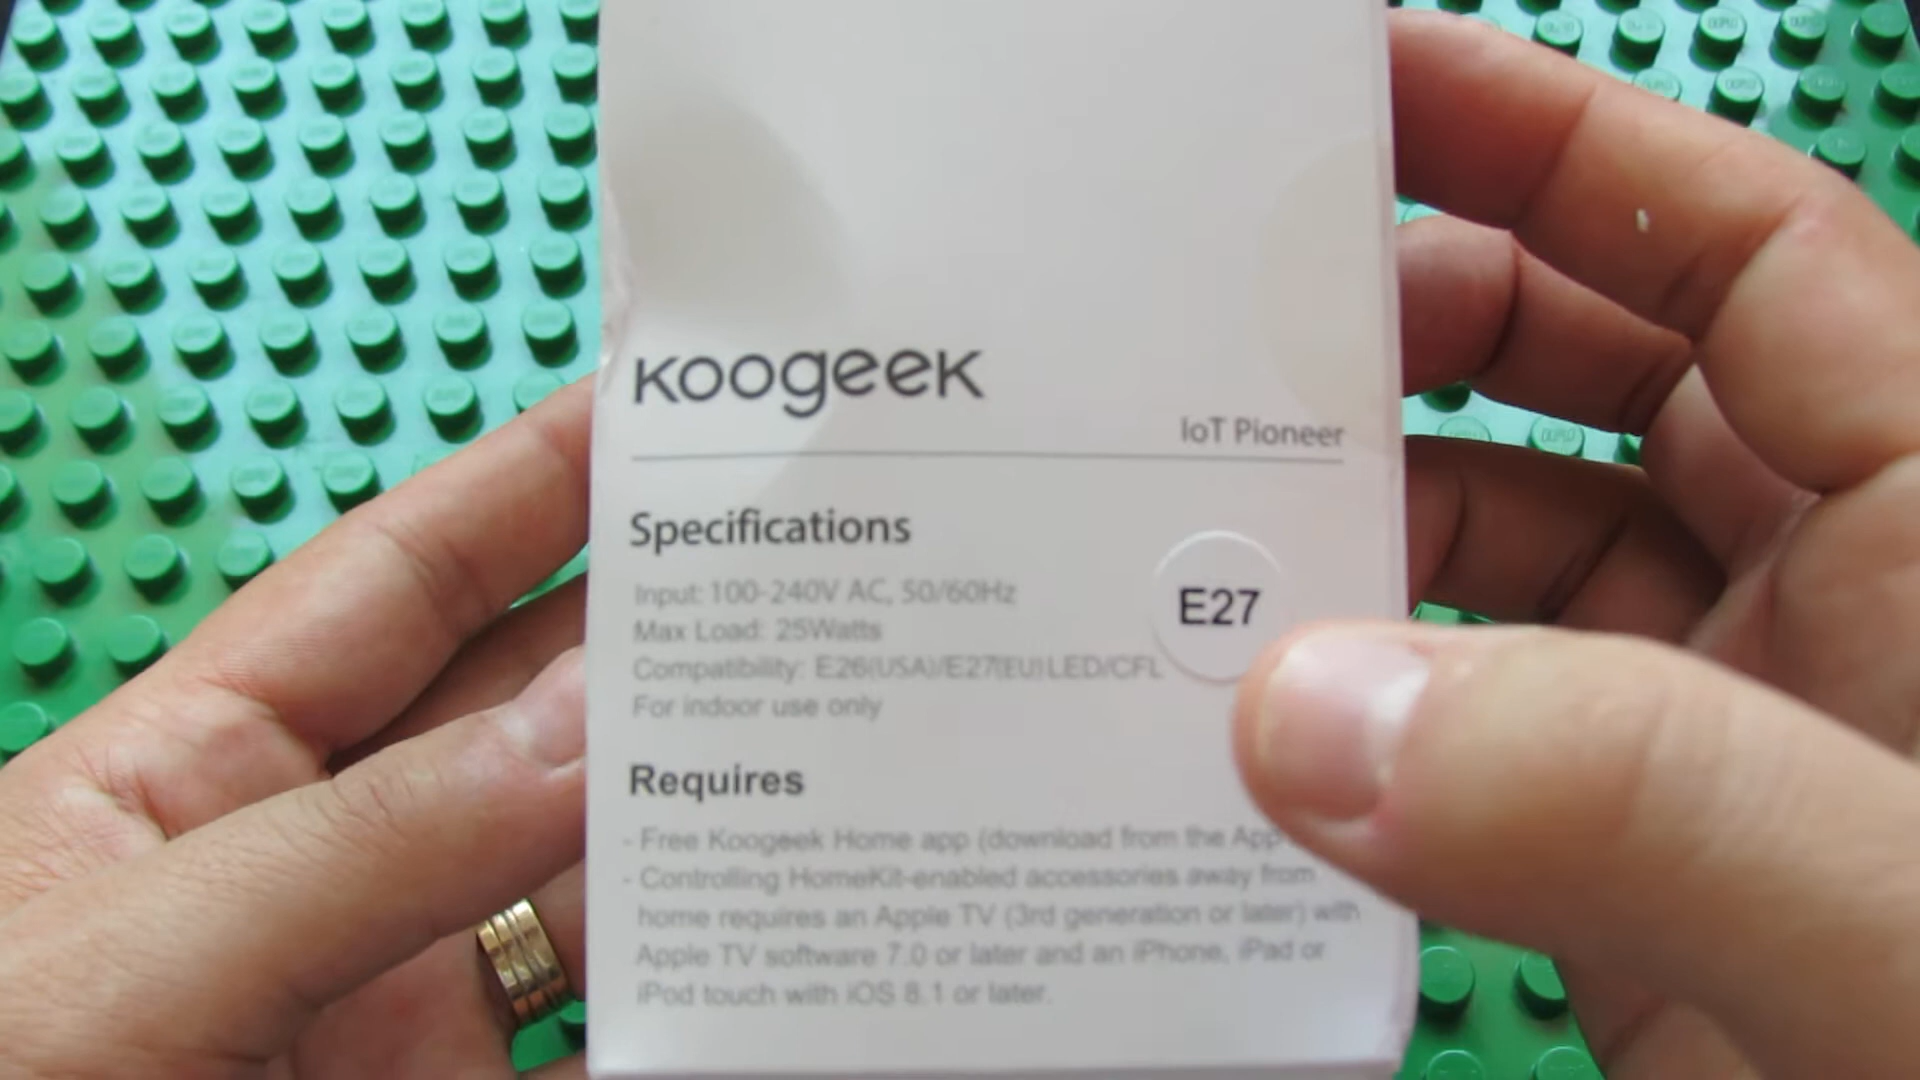 Koogeek
IoT Pioneer
Specifications
Input: 100-240V AC, 50/60Hz
Max Load: 25Watts
Compatibility: E26(USA)/E27(EU)LED/CFL
For indoor use only
E27
Requires
- Free Koogeek Home app (download from the App
- Controlling HomeKit-enabled accessories away from
home requires an Apple TV (3rd generation or later) with
Apple TV software 7.0 or later and an iPhone, iPad or
iPod touch with iOS 8.1 or later.